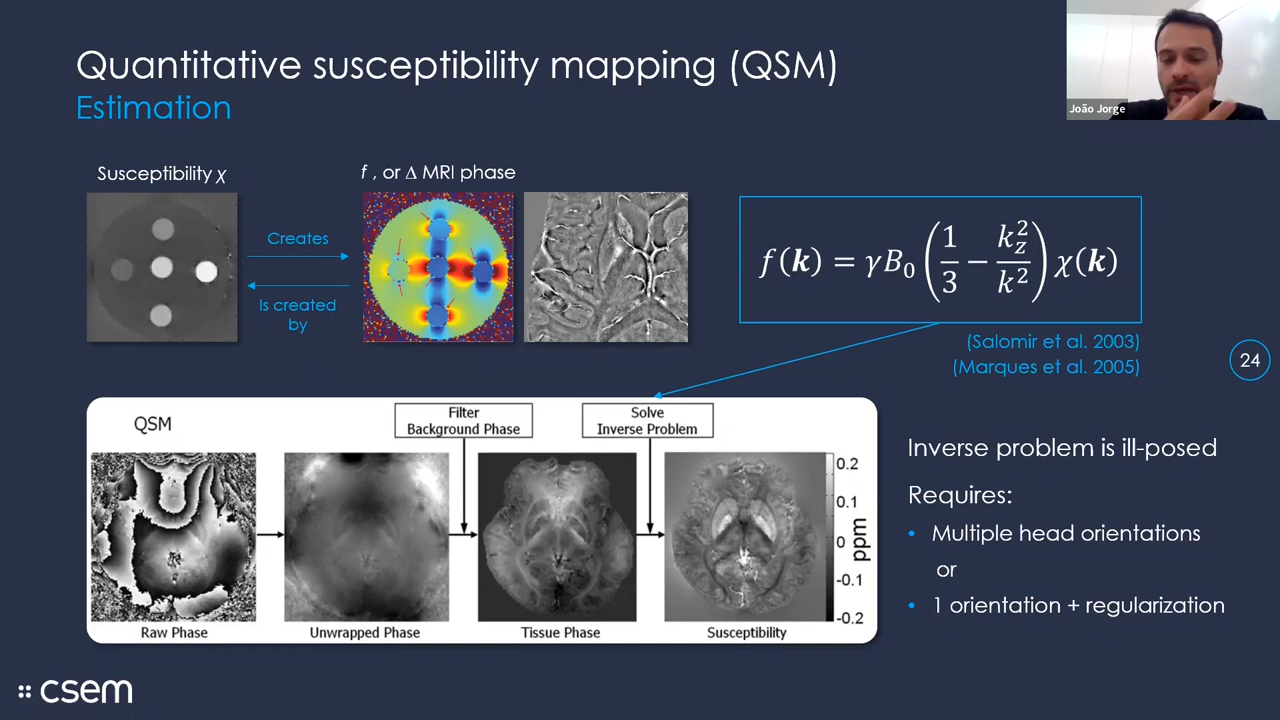 Quantitative susceptibility mapping (QSM)
Estimation
João Jorge
Susceptibility χ
f , or Δ MRI phase
Creates
Is created
by
f(k) = γB₀ (1/3 − k_z²/k²) χ(k)
(Salomir et al. 2003)
(Marques et al. 2005)
24
QSM
Filter
Background Phase
Solve
Inverse Problem
0.2
0.1
0
-0.1
-0.2
ppm
Raw Phase
Unwrapped Phase
Tissue Phase
Susceptibility
Inverse problem is ill-posed
Requires:
• Multiple head orientations
or
• 1 orientation + regularization
csem